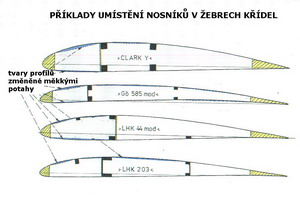 PŘÍKLADY UMÍSTĚNÍ NOSNÍKŮ V ŽEBRECH KŘÍDEL
»CLARK Y«
tvary profilů
změněné měkkými
potahy
»Gö 585 mod«
»LHK 44 mod«
»LHK 203«